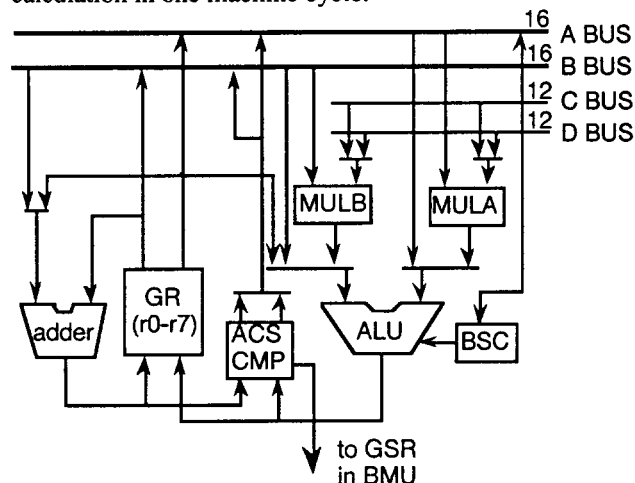 calculation in one machine cycle.
16
A BUS
16
B BUS
12
C BUS
12
D BUS
MULB
MULA
adder
GR
(r0-r7)
ACS
CMP
ALU
BSC
to GSR
in BMU